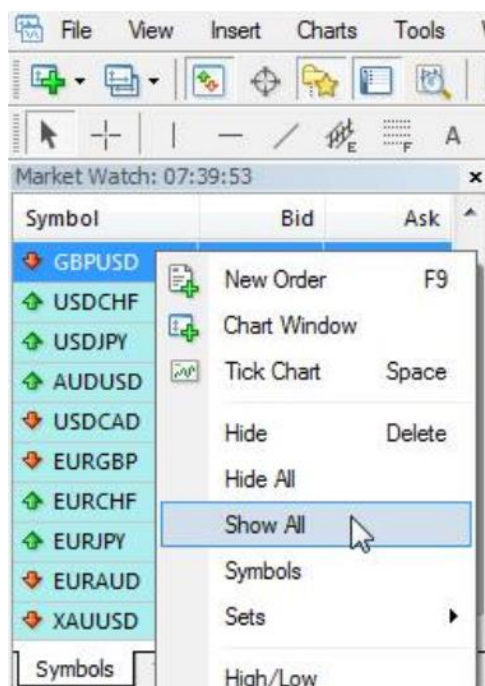 File View Insert Charts Tools
E F A
Market Watch: 07:39:53
Symbol Bid Ask
GBPUSD
USDCHF
USDJPY
AUDUSD
USDCAD
EURGBP
EURCHF
EURJPY
EURAUD
XAUUSD
Symbols
New Order F9
Chart Window
Tick Chart Space
Hide Delete
Hide All
Show All
Symbols
Sets
High/Low